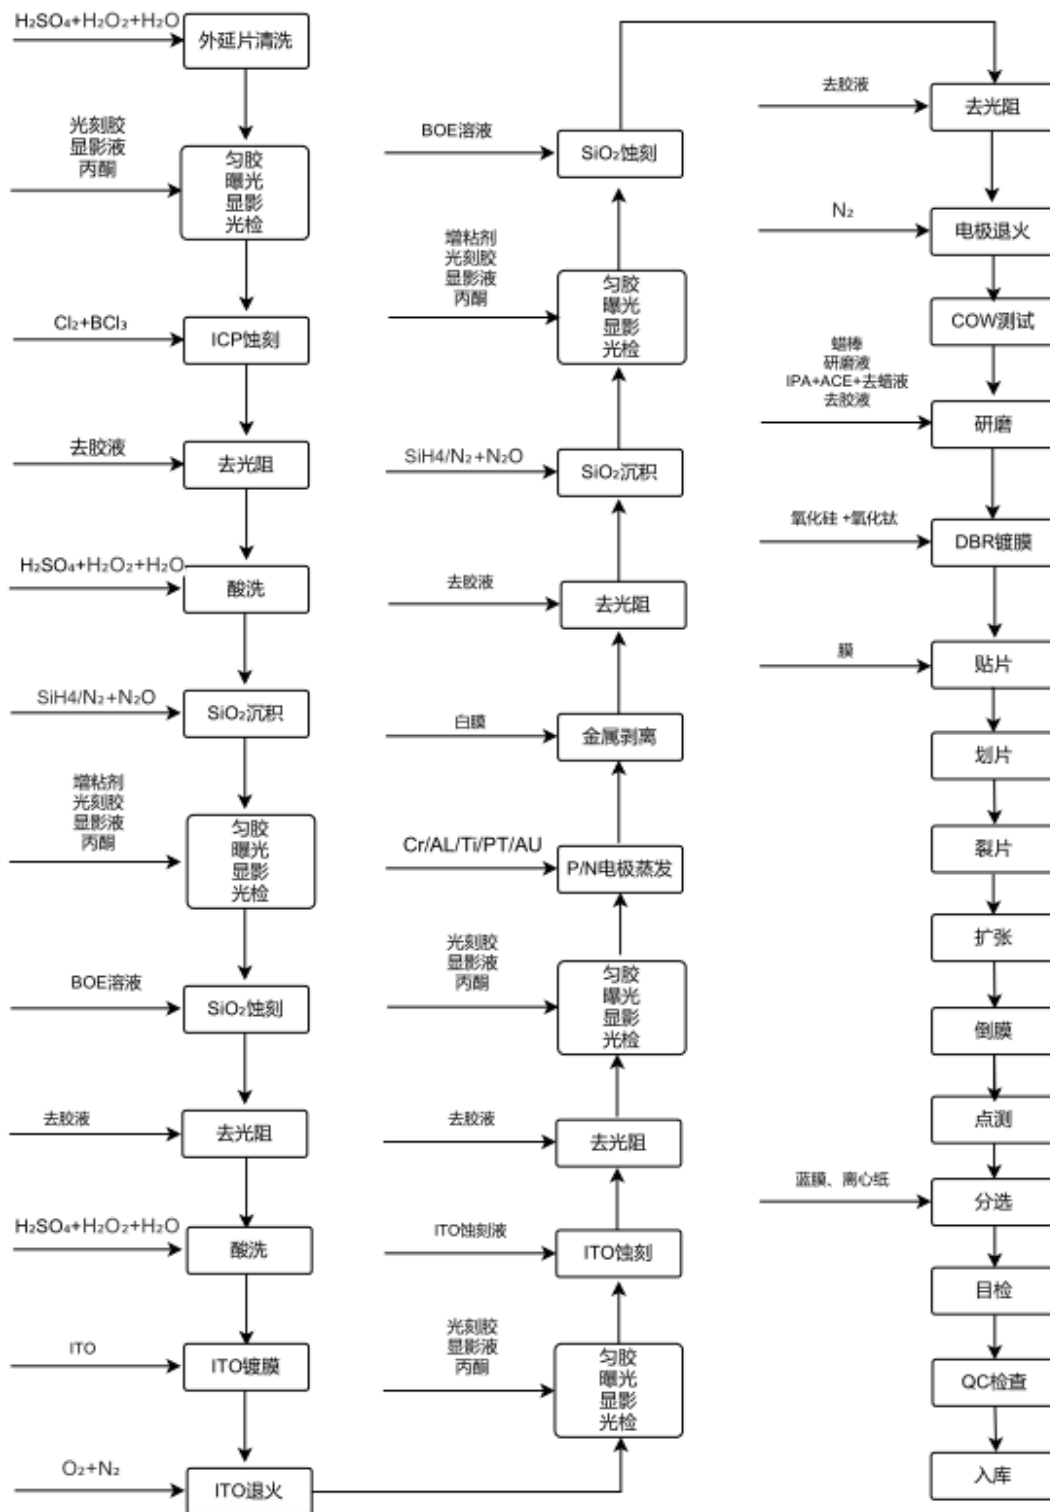 H₂SO₄+H₂O₂+H₂O
外延片清洗
光刻胶
显影液
丙酮
匀胶
曝光
显影
光检
Cl₂+BCl₃
ICP蚀刻
去胶液
去光阻
H₂SO₄+H₂O₂+H₂O
酸洗
SiH4/N₂+N₂O
SiO₂沉积
增粘剂
光刻胶
显影液
丙酮
匀胶
曝光
显影
光检
BOE溶液
SiO₂蚀刻
去胶液
去光阻
H₂SO₄+H₂O₂+H₂O
酸洗
ITO
ITO镀膜
O₂+N₂
ITO退火
光刻胶
显影液
丙酮
匀胶
曝光
显影
光检
ITO蚀刻液
ITO蚀刻
去胶液
去光阻
光刻胶
显影液
丙酮
匀胶
曝光
显影
光检
Cr/AL/Ti/PT/AU
P/N电极蒸发
白膜
金属剥离
去胶液
去光阻
SiH4/N₂+N₂O
SiO₂沉积
增粘剂
光刻胶
显影液
丙酮
匀胶
曝光
显影
光检
BOE溶液
SiO₂蚀刻
去胶液
去光阻
N₂
电极退火
COW测试
蜡棒
研磨液
IPA+ACE+去蜡液
去胶液
研磨
氧化硅 +氧化钛
DBR镀膜
膜
贴片
划片
裂片
扩张
倒膜
点测
蓝膜、离心纸
分选
目检
QC检查
入库